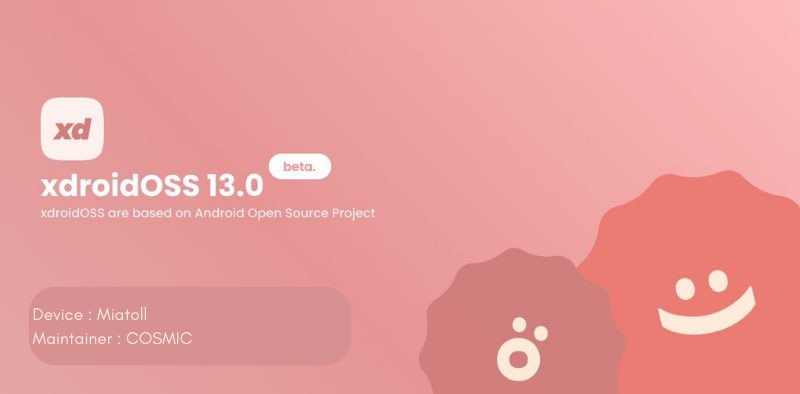 xd
beta.
xdroidOSS 13.0
xdroidOSS are based on Android Open Source Project
Device : Miatoll
Maintainer : COSMIC